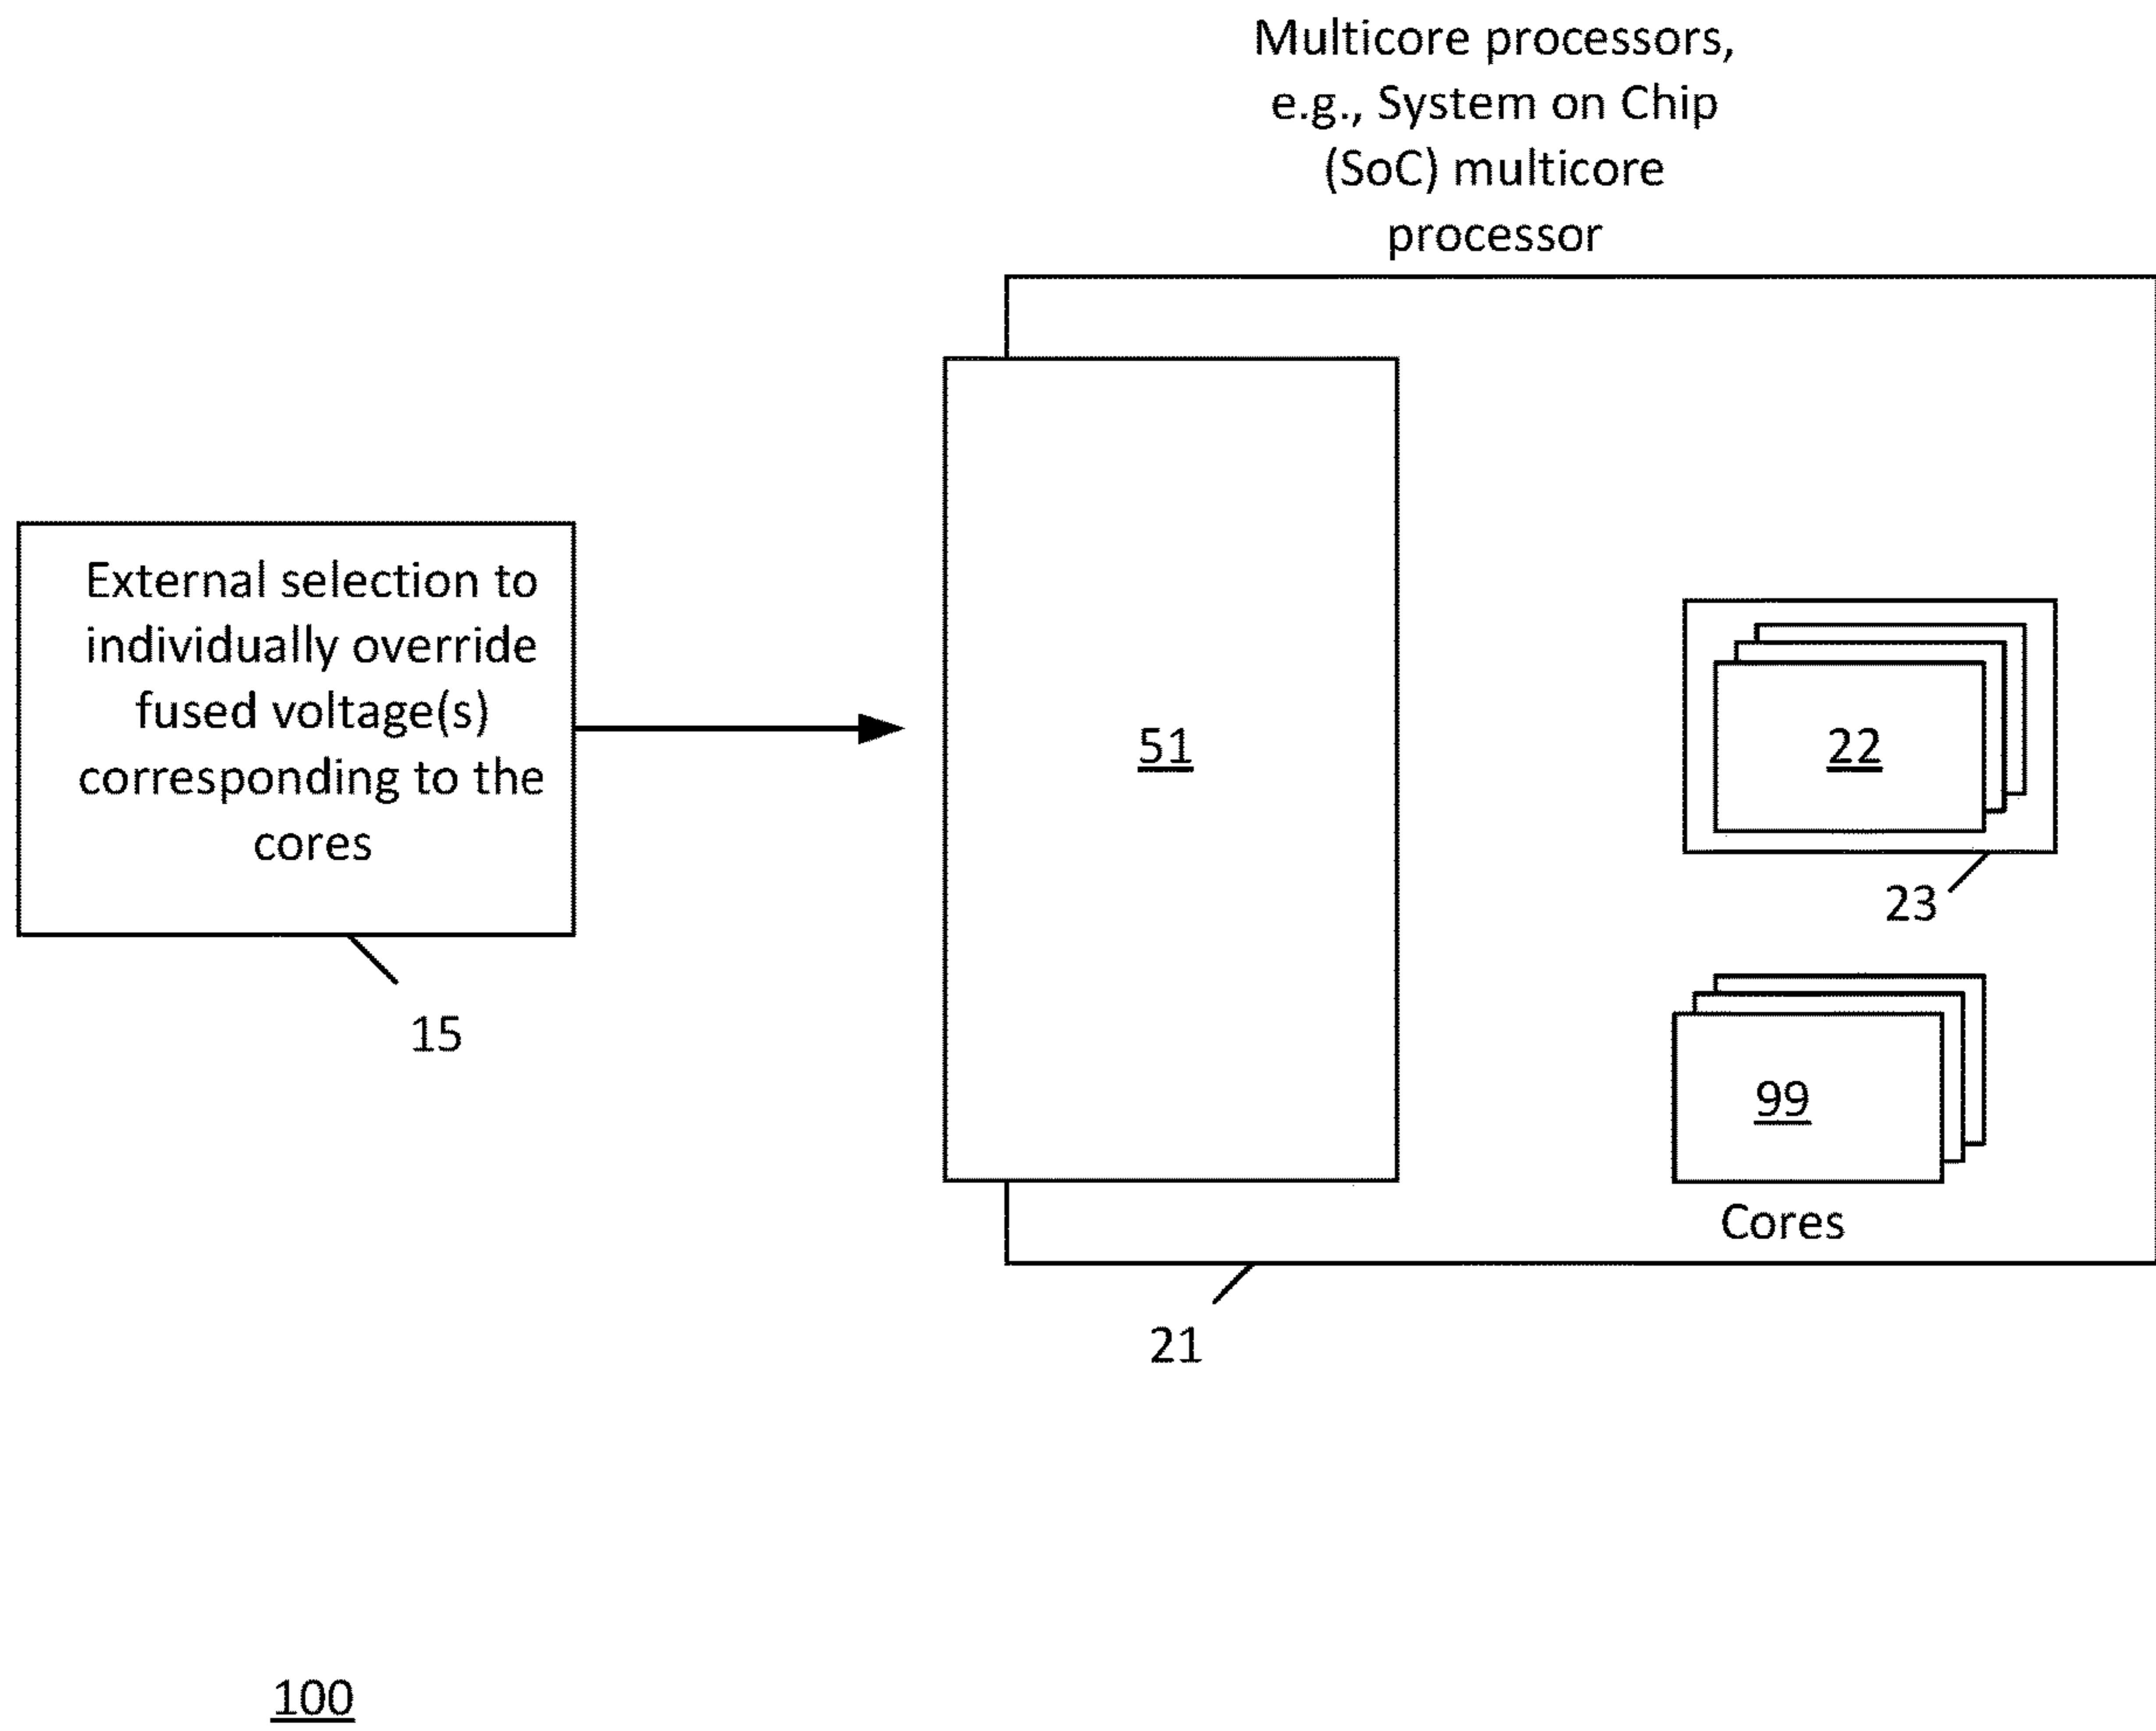 Multicore processors,
e.g., System on Chip
(SoC) multicore
processor
External selection to
individually override
fused voltage(s)
corresponding to the
cores
15
51
22
23
99
Cores
21
100